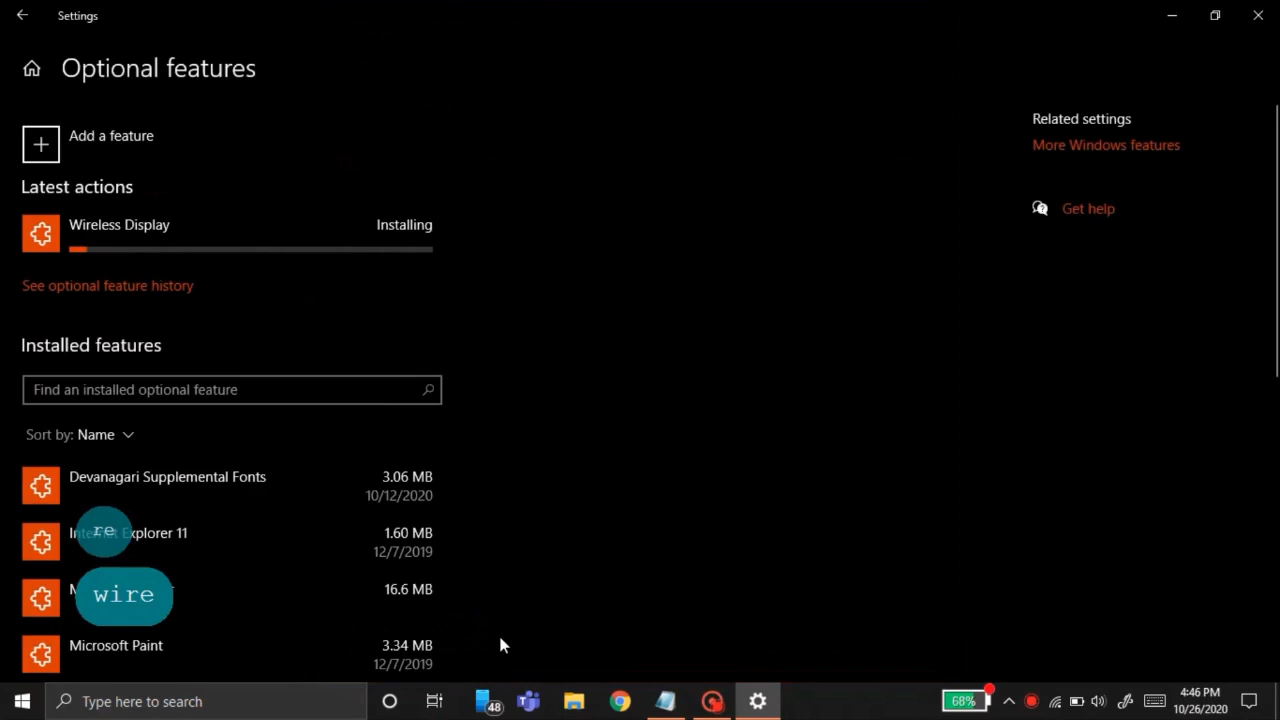 Settings
Optional features
Add a feature
Latest actions
Wireless Display Installing
See optional feature history
Installed features
Find an installed optional feature
Sort by: Name
Devanagari Supplemental Fonts 3.06 MB
10/12/2020
Internet Explorer 11 1.60 MB
re
12/7/2019
16.6 MB
wire
Microsoft Paint 3.34 MB
12/7/2019
Related settings
More Windows features
Get help
Type here to search
48
68%
4:46 PM
10/26/2020